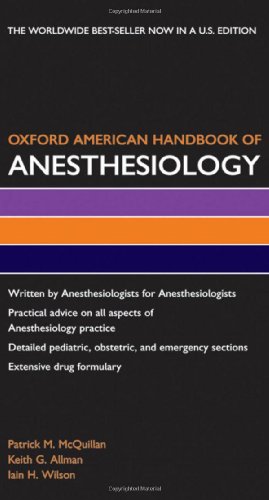 THE WORLDWIDE BEST-SELLER NOW IN A U.S. EDITION
OXFORD AMERICAN HANDBOOK OF
ANESTHESIOLOGY
Written by Anesthesiologists for Anesthesiologists
Practical advice on all aspects of
Anesthesiology practice
Detailed pediatric, obstetric, and emergency sections
Extensive drug formulary
Patrick M. McQuillan
Keith G. Allman
Iain H. Wilson
Copyrighted Material